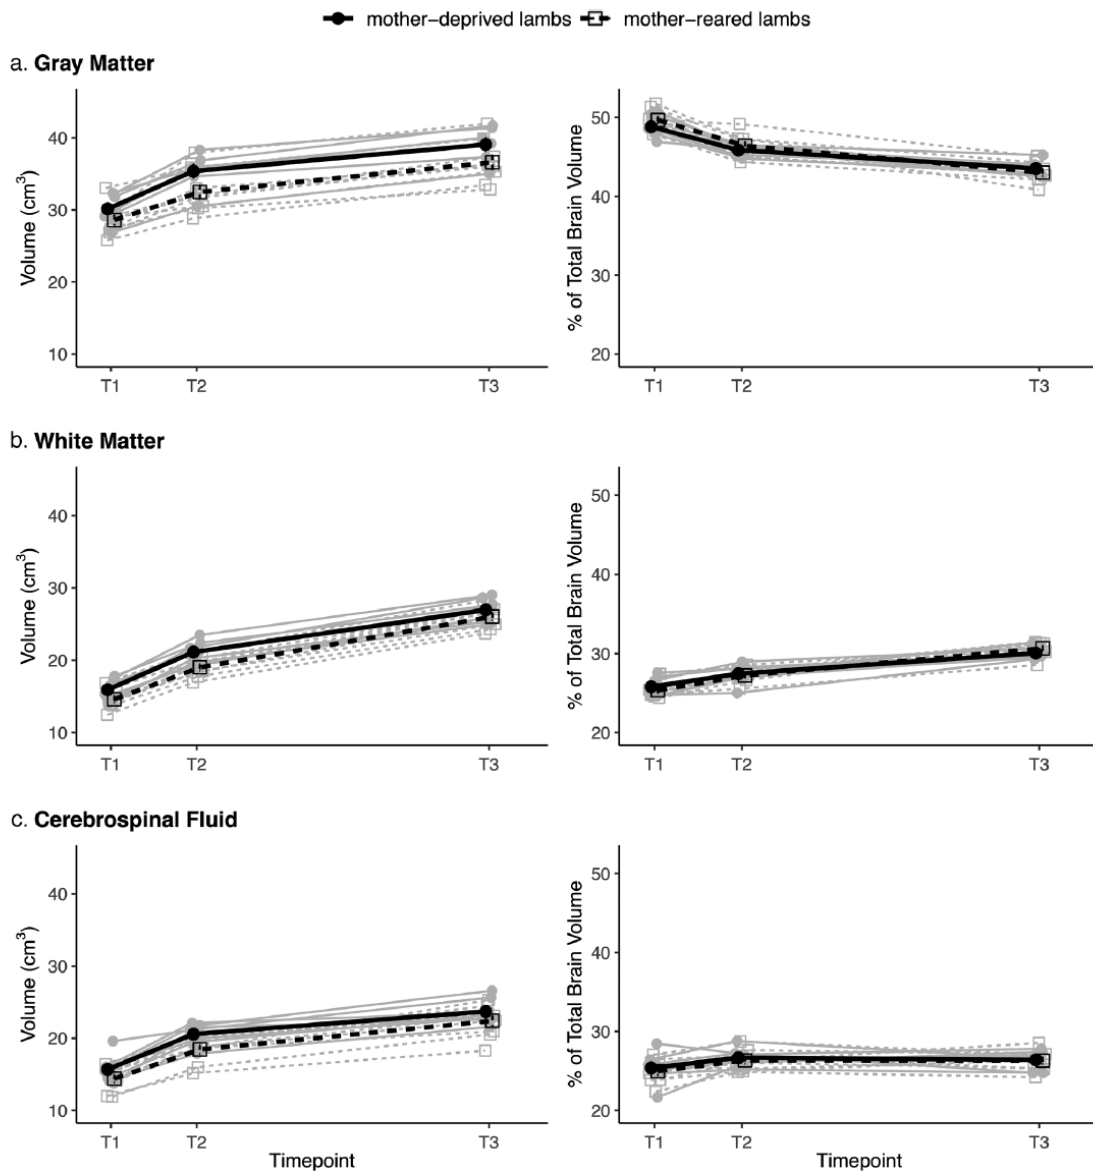 mother−deprived lambs mother−reared lambs
a. Gray Matter
Volume (cm³)
40
30
20
10
T1 T2 T3
% of Total Brain Volume
50
40
30
20
T1 T2 T3
b. White Matter
Volume (cm³)
40
30
20
10
T1 T2 T3
% of Total Brain Volume
50
40
30
20
T1 T2 T3
c. Cerebrospinal Fluid
Volume (cm³)
40
30
20
10
T1 T2 T3
Timepoint
% of Total Brain Volume
50
40
30
20
T1 T2 T3
Timepoint